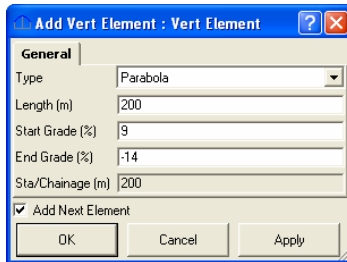 Add Vert Element : Vert Element
General
Type Parabola
Length (m) 200
Start Grade (%) 9
End Grade (%) -14
Sta/Chainage (m) 200
Add Next Element
OK Cancel Apply